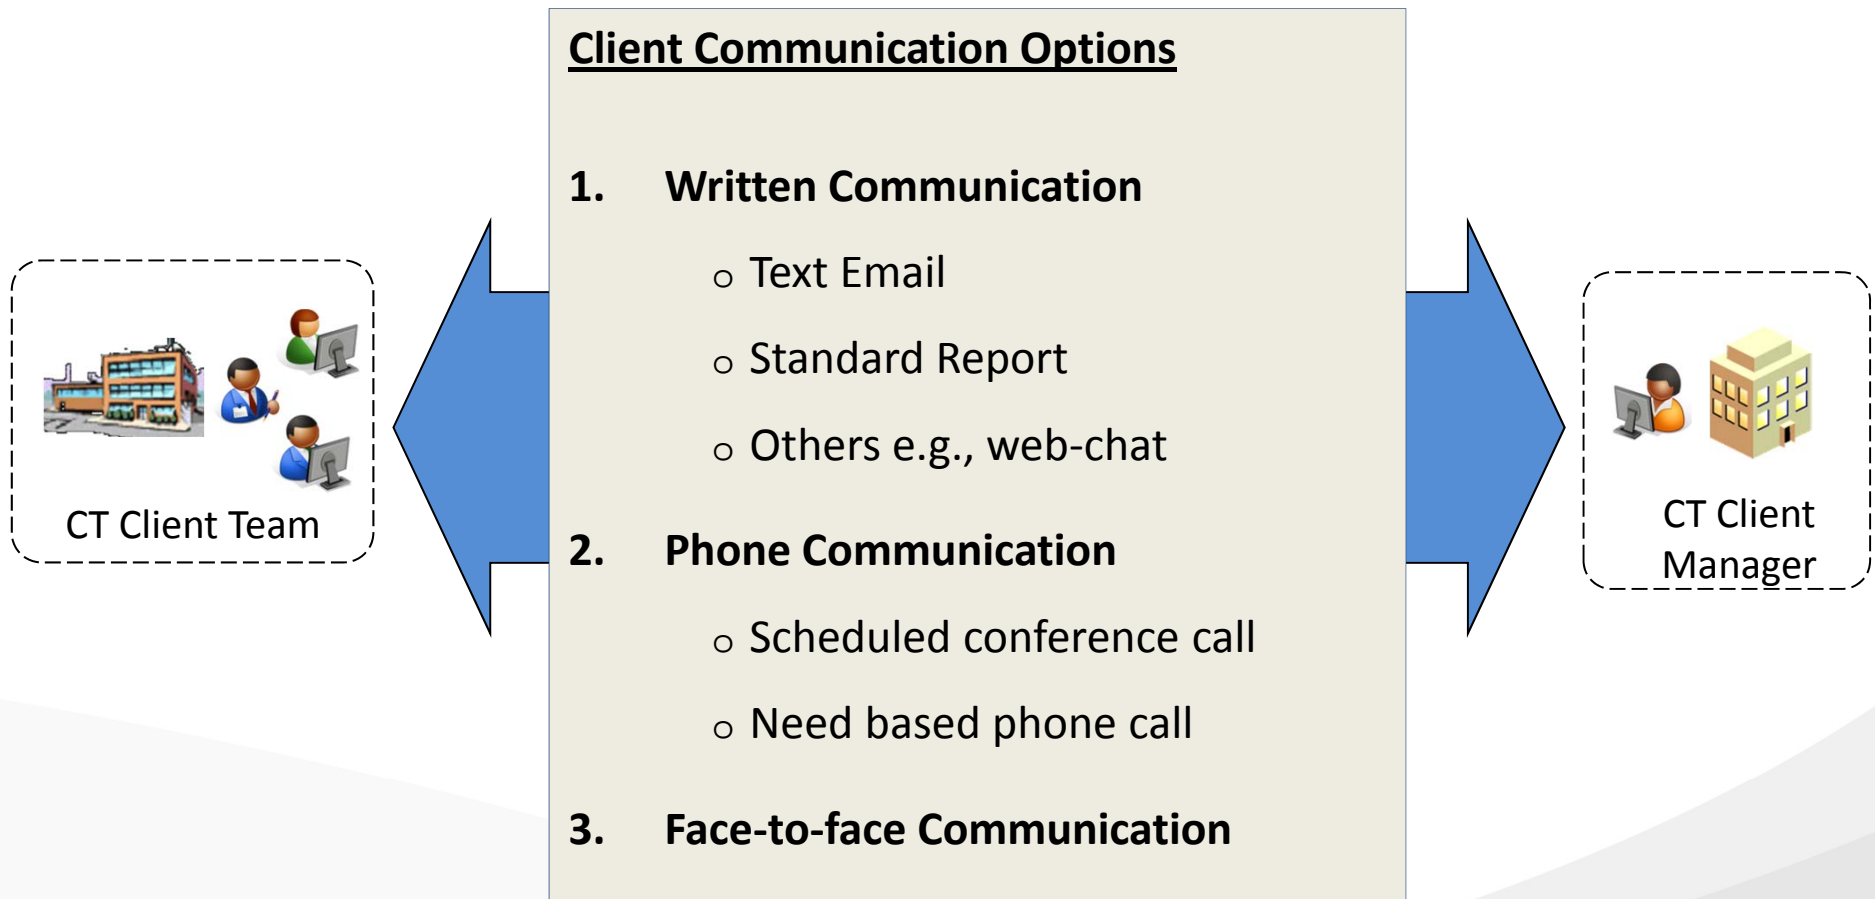 Client Communication Options
1. Written Communication
o Text Email
o Standard Report
o Others e.g., web-chat
2. Phone Communication
o Scheduled conference call
o Need based phone call
3. Face-to-face Communication
CT Client Team
CT Client
Manager